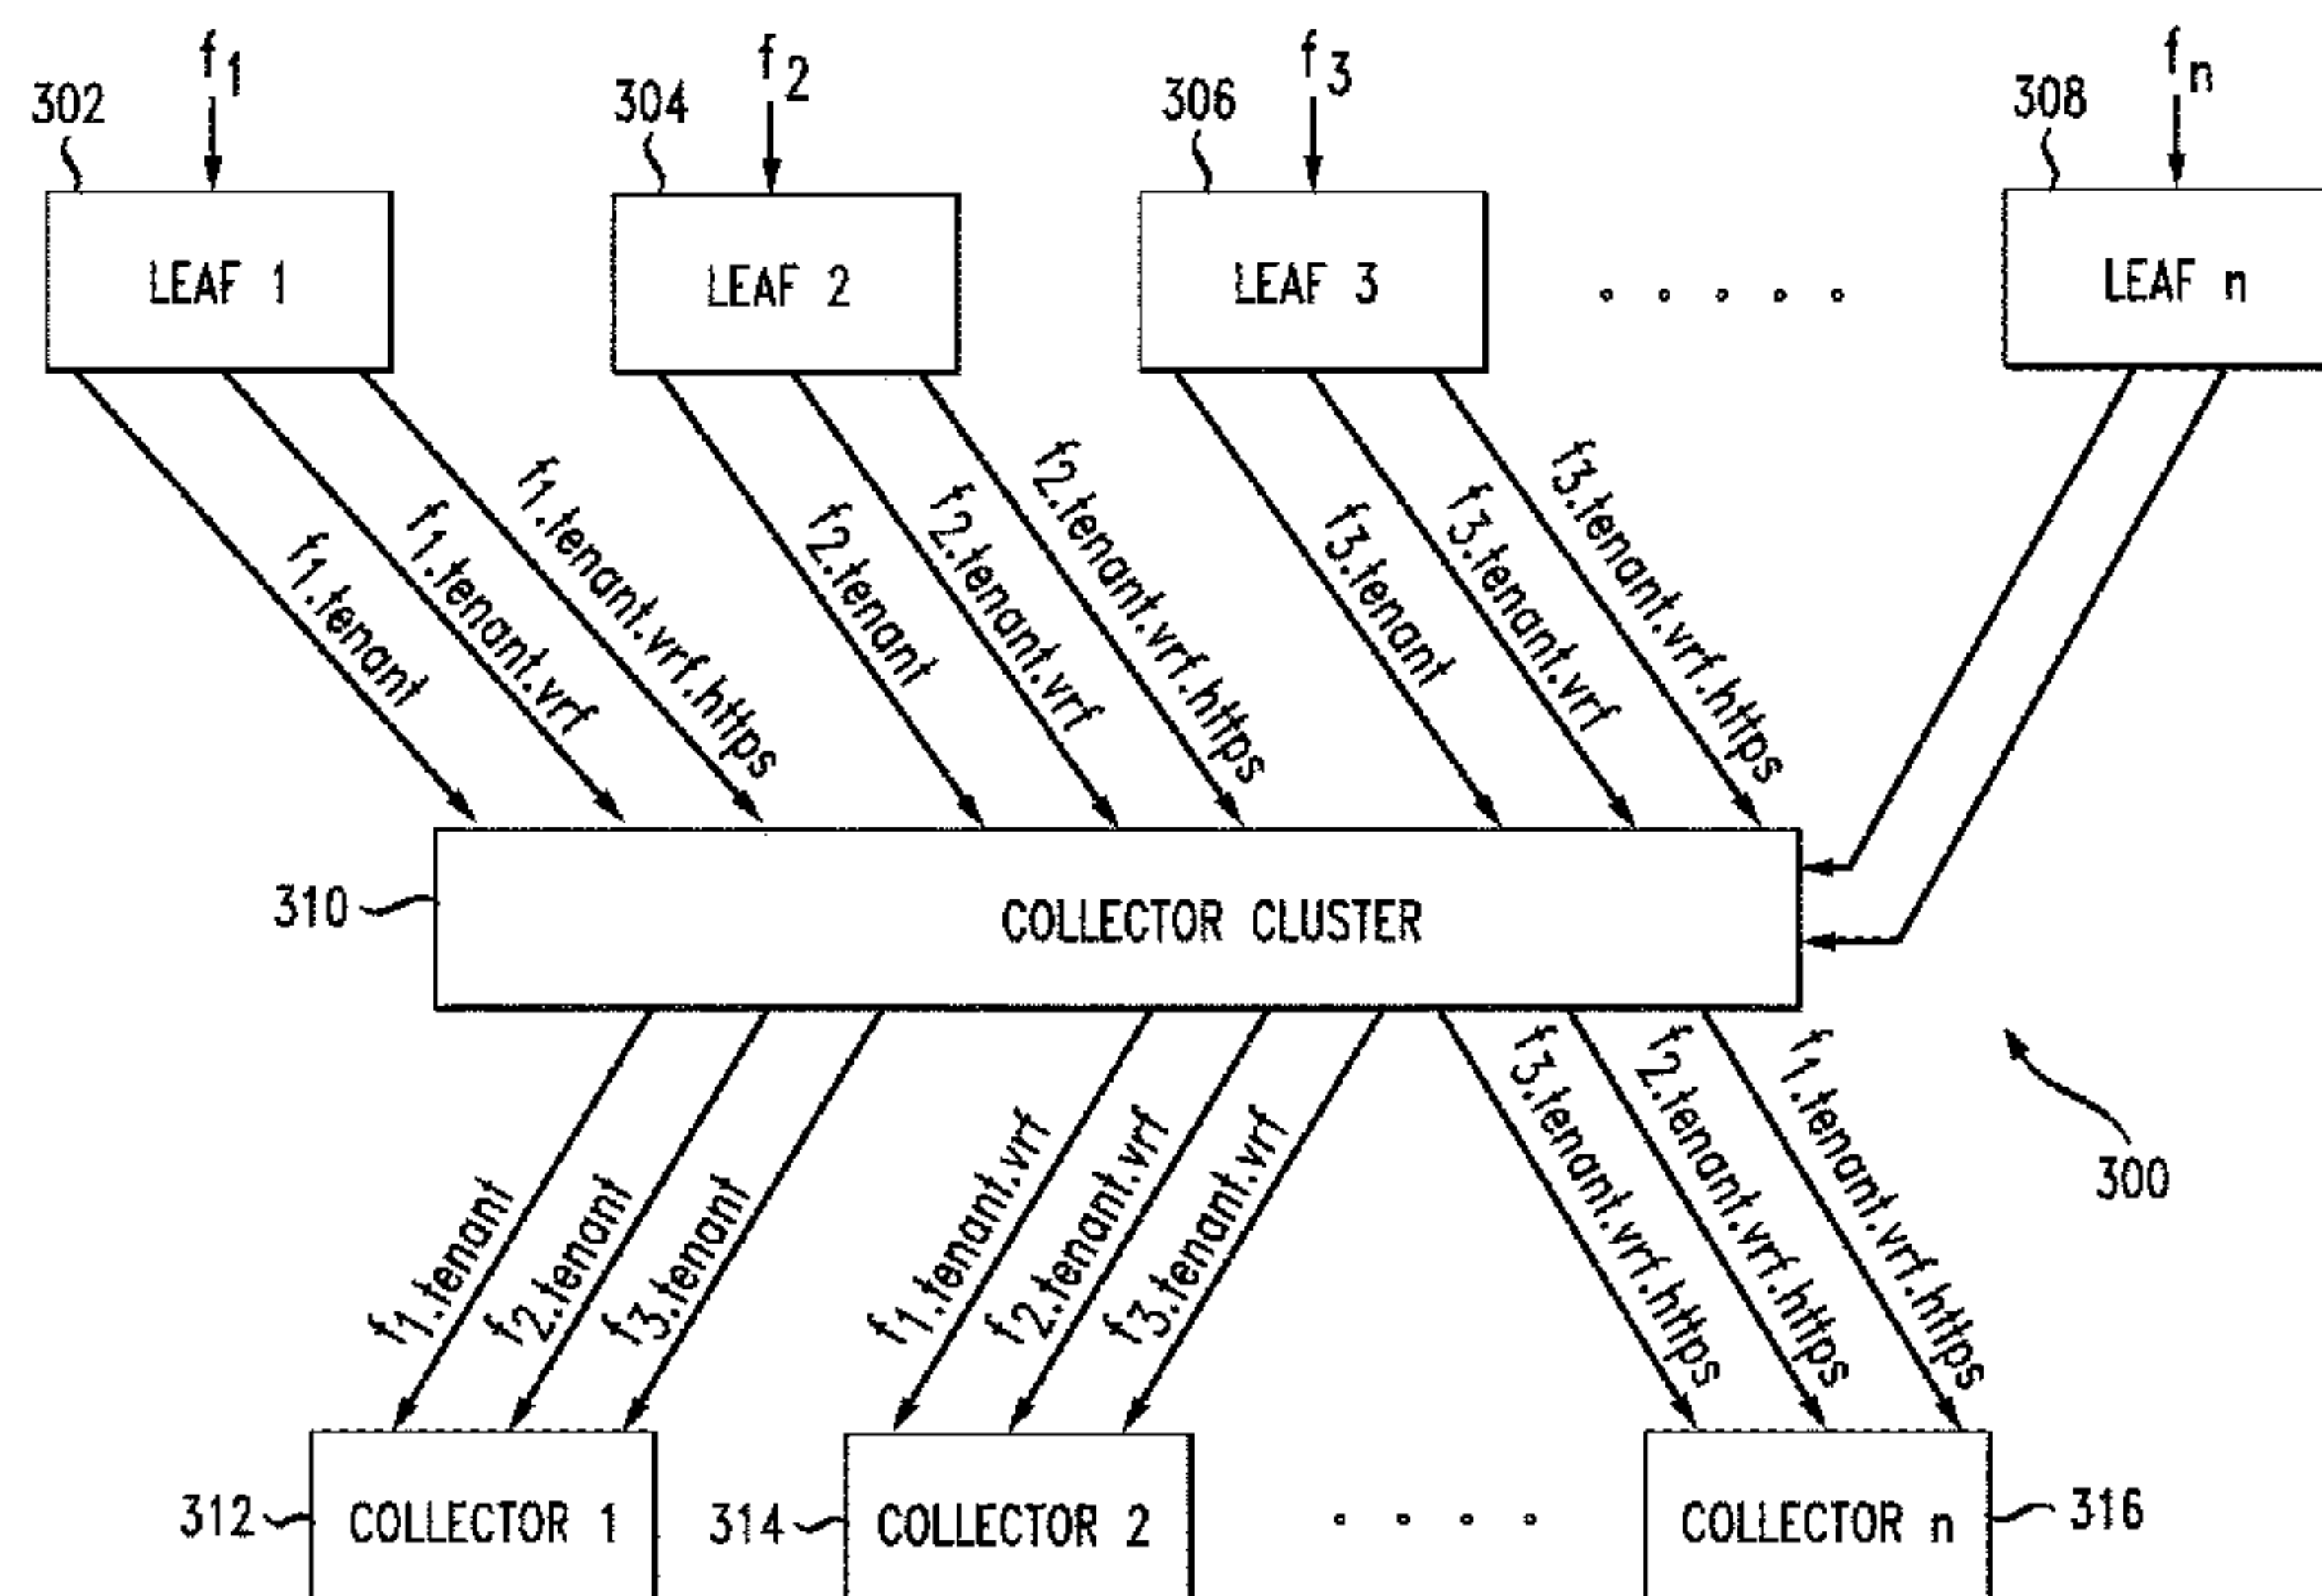 f1
f2
f3
fn
302
304
306
308
LEAF 1
LEAF 2
LEAF 3
. . . . .
LEAF n
f1.tenant
f1.tenant.vrf
f1.tenant.vrf.https
f2.tenant
f2.tenant.vrf
f2.tenant.vrf.https
f3.tenant
f3.tenant.vrf
f3.tenant.vrf.https
310
COLLECTOR CLUSTER
f1.tenant
f2.tenant
f3.tenant
f1.tenant.vrf
f2.tenant.vrf
f3.tenant.vrf
f3.tenant.vrf.https
f2.tenant.vrf.https
f1.tenant.vrf.https
300
312
COLLECTOR 1
314
COLLECTOR 2
. . . .
COLLECTOR n
316